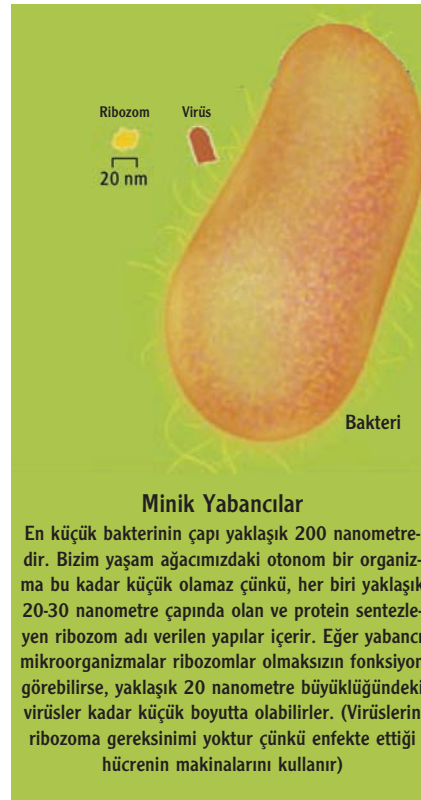 Ribozom Virüs
20 nm
Bakteri
Minik Yabancılar
En küçük bakterinin çapı yaklaşık 200 nanometre-
dir. Bizim yaşam ağacımızdaki otonom bir organiz-
ma bu kadar küçük olamaz çünkü, her biri yaklaşık
20-30 nanometre çapında olan ve protein sentezle-
yen ribozom adı verilen yapılar içerir. Eğer yabancı
mikroorganizmalar ribozomlar olmaksızın fonksiyon
görebilirse, yaklaşık 20 nanometre büyüklüğündeki
virüsler kadar küçük boyutta olabilirler. (Virüslerin
ribozoma gereksinimi yoktur çünkü enfekte ettiği
hücrenin makinalarını kullanır)